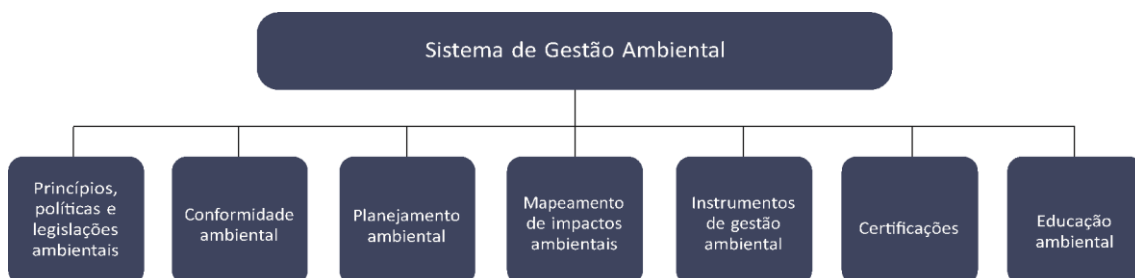 Sistema de Gestão Ambiental
Princípios,
políticas e
legislações
ambientais
Conformidade
ambiental
Planejamento
ambiental
Mapeamento
de impactos
ambientais
Instrumentos
de gestão
ambiental
Certificações
Educação
ambiental